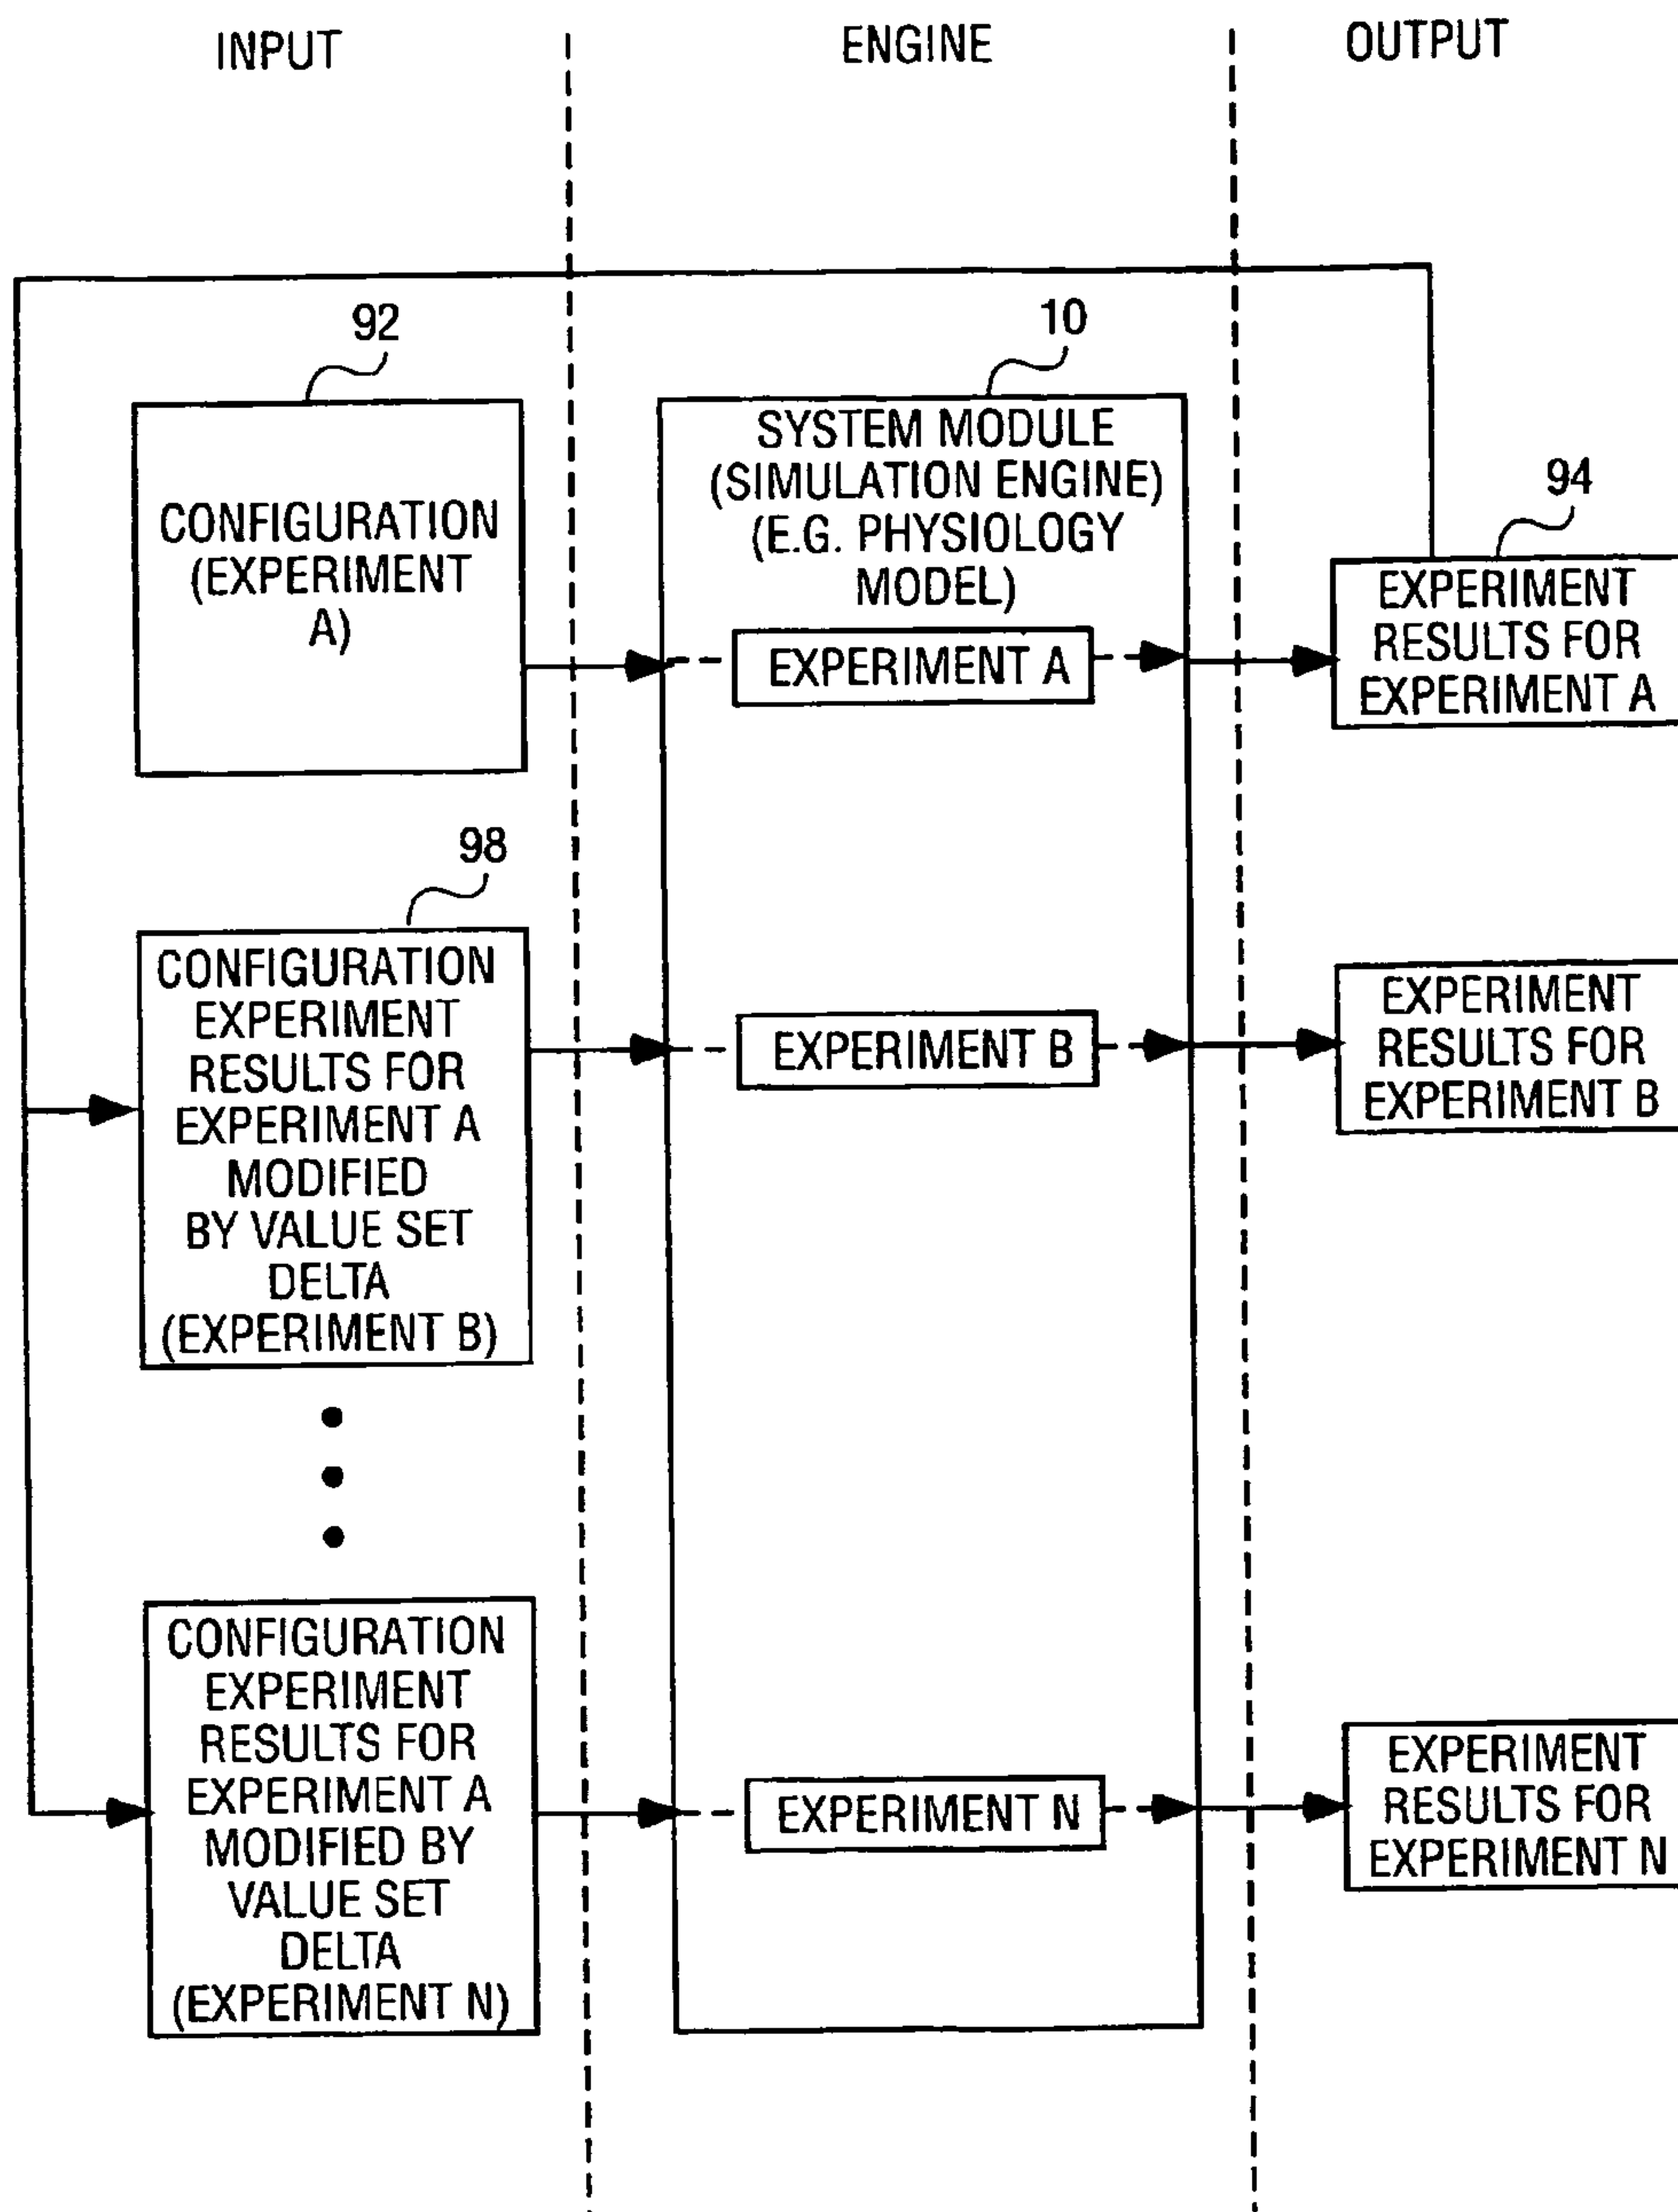 INPUT
ENGINE
OUTPUT
92
10
CONFIGURATION
(EXPERIMENT
A)
SYSTEM MODULE
(SIMULATION ENGINE)
(E.G. PHYSIOLOGY
MODEL)
EXPERIMENT A
94
EXPERIMENT
RESULTS FOR
EXPERIMENT A
98
CONFIGURATION
EXPERIMENT
RESULTS FOR
EXPERIMENT A
MODIFIED
BY VALUE SET
DELTA
(EXPERIMENT B)
EXPERIMENT B
EXPERIMENT
RESULTS FOR
EXPERIMENT B
CONFIGURATION
EXPERIMENT
RESULTS FOR
EXPERIMENT A
MODIFIED BY
VALUE SET
DELTA
(EXPERIMENT N)
EXPERIMENT N
EXPERIMENT
RESULTS FOR
EXPERIMENT N